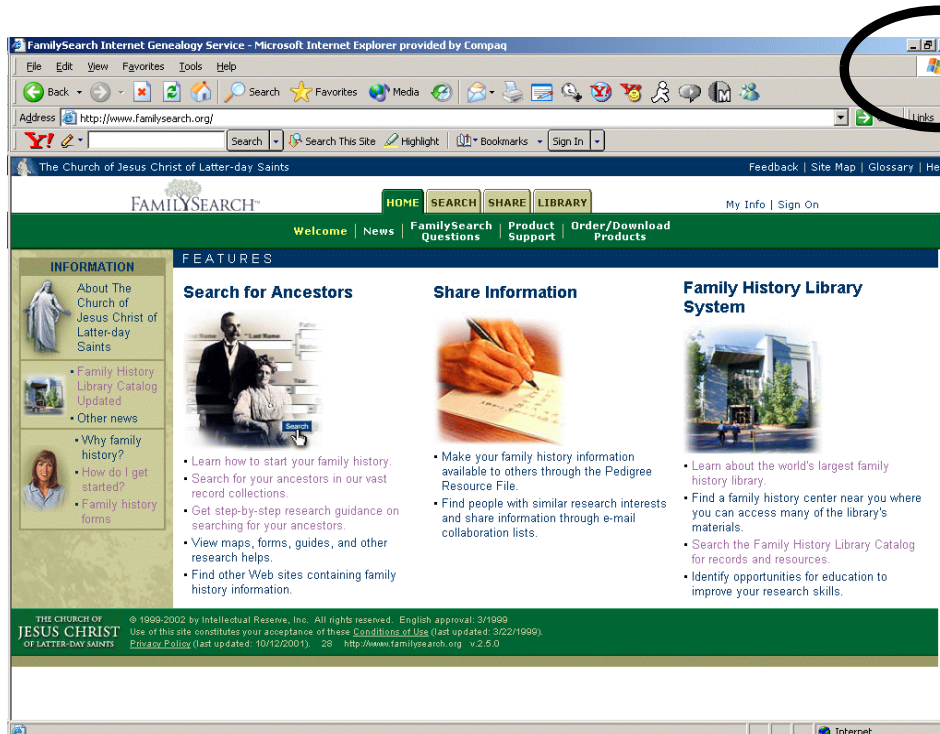 FamilySearch Internet Genealogy Service - Microsoft Internet Explorer provided by Compaq
File Edit View Favorites Tools Help
Back Search Favorites Media
Address http://www.familysearch.org/ Links
Y! Search Search This Site Highlight Bookmarks Sign In
The Church of Jesus Christ of Latter-day Saints Feedback | Site Map | Glossary | He
FAMILYSEARCH™ HOME SEARCH SHARE LIBRARY My Info | Sign On
Welcome | News | FamilySearch Questions | Product Support | Order/Download Products
INFORMATION
About The
Church of
Jesus Christ of
Latter-day
Saints
▪ Family History
Library Catalog
Updated
▪ Other news
▪ Why family
history?
▪ How do I get
started?
▪ Family history
forms
FEATURES
Search for Ancestors
Last Name
Year
Search
▪ Learn how to start your family history.
▪ Search for your ancestors in our vast
record collections.
▪ Get step-by-step research guidance on
searching for your ancestors.
▪ View maps, forms, guides, and other
research helps.
▪ Find other Web sites containing family
history information.
Share Information
▪ Make your family history information
available to others through the Pedigree
Resource File.
▪ Find people with similar research interests
and share information through e-mail
collaboration lists.
Family History Library
System
▪ Learn about the world's largest family
history library.
▪ Find a family history center near you where
you can access many of the library's
materials.
▪ Search the Family History Library Catalog
for records and resources.
▪ Identify opportunities for education to
improve your research skills.
THE CHURCH OF
JESUS CHRIST
OF LATTER-DAY SAINTS
© 1999-2002 by Intellectual Reserve, Inc. All rights reserved. English approval: 3/1999
Use of this site constitutes your acceptance of these Conditions of Use (last updated: 3/22/1999).
Privacy Policy (last updated: 10/12/2001). 28 http://www.familysearch.org v.2.5.0
Internet